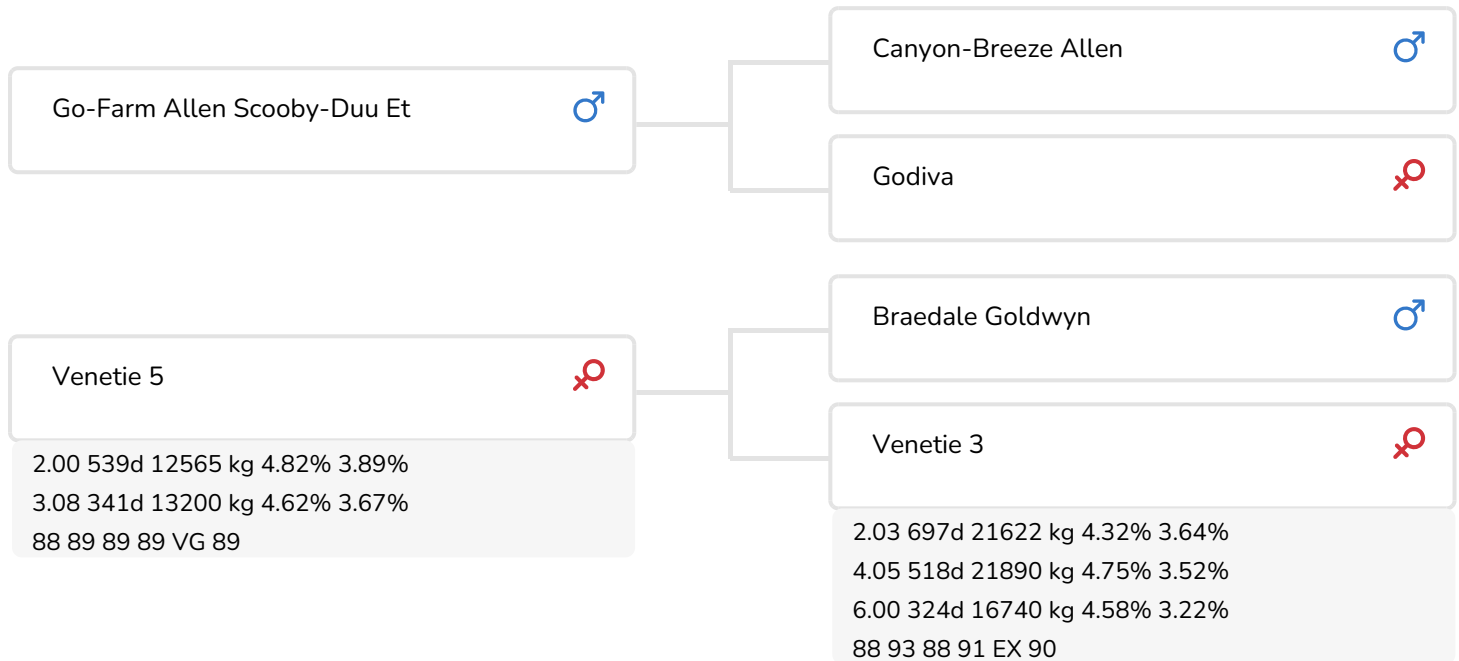 Canyon-Breeze Allen
Go-Farm Allen Scooby-Duu Et
Godiva
Braedale Goldwyn
Venetie 5
2.00 539d 12565 kg 4.82% 3.89%
3.08 341d 13200 kg 4.62% 3.67%
88 89 89 89 VG 89
Venetie 3
2.03 697d 21622 kg 4.32% 3.64%
4.05 518d 21890 kg 4.75% 3.52%
6.00 324d 16740 kg 4.58% 3.22%
88 93 88 91 EX 90